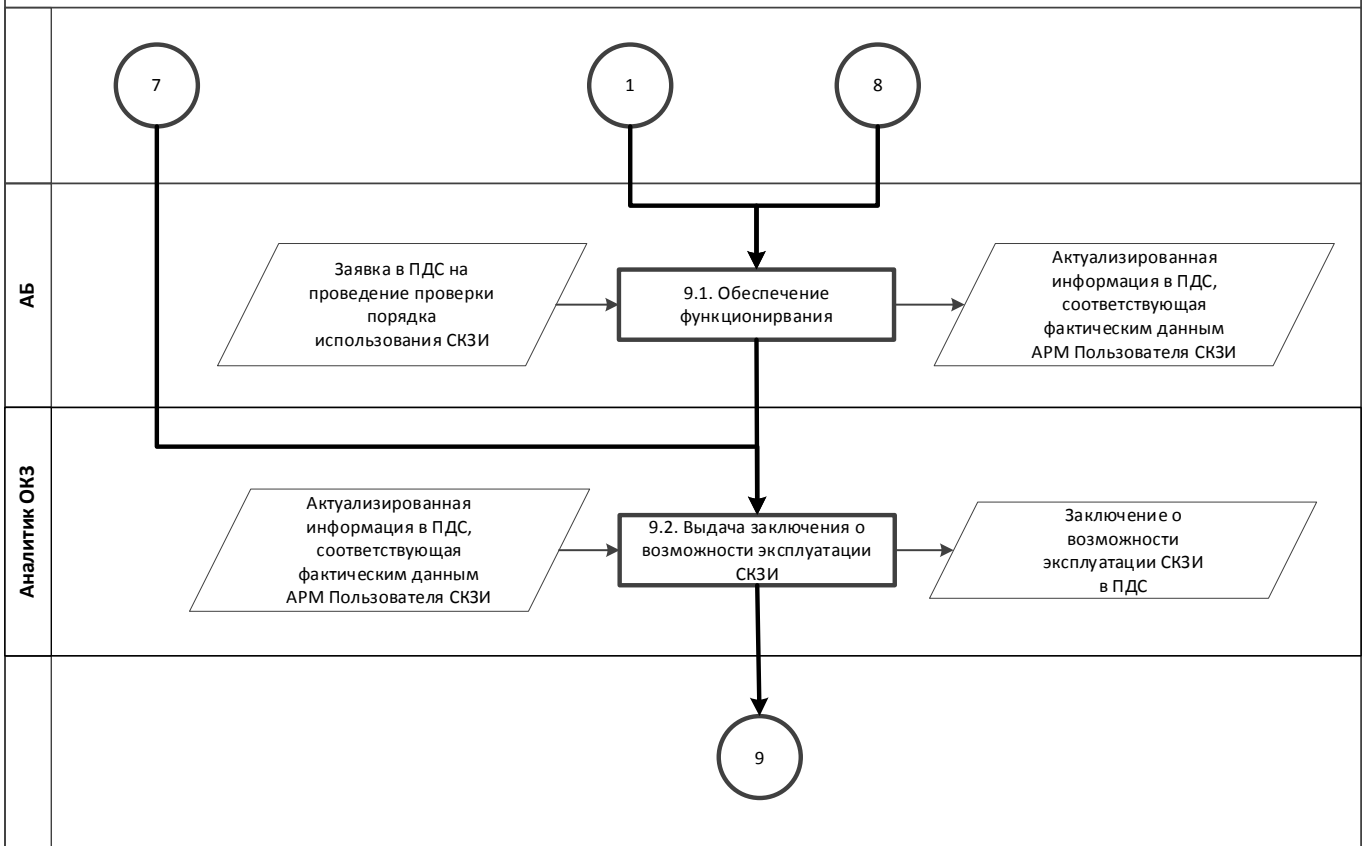 7
1
8
АБ
Заявка в ПДС на
проведение проверки
порядка
использования СКЗИ
9.1. Обеспечение
функционирвания
Актуализированная
информация в ПДС,
соответствующая
фактическим данным
АРМ Пользователя СКЗИ
Аналитик ОКЗ
Актуализированная
информация в ПДС,
соответствующая
фактическим данным
АРМ Пользователя СКЗИ
9.2. Выдача заключения о
возможности эксплуатации
СКЗИ
Заключение о
возможности
эксплуатации СКЗИ
в ПДС
9